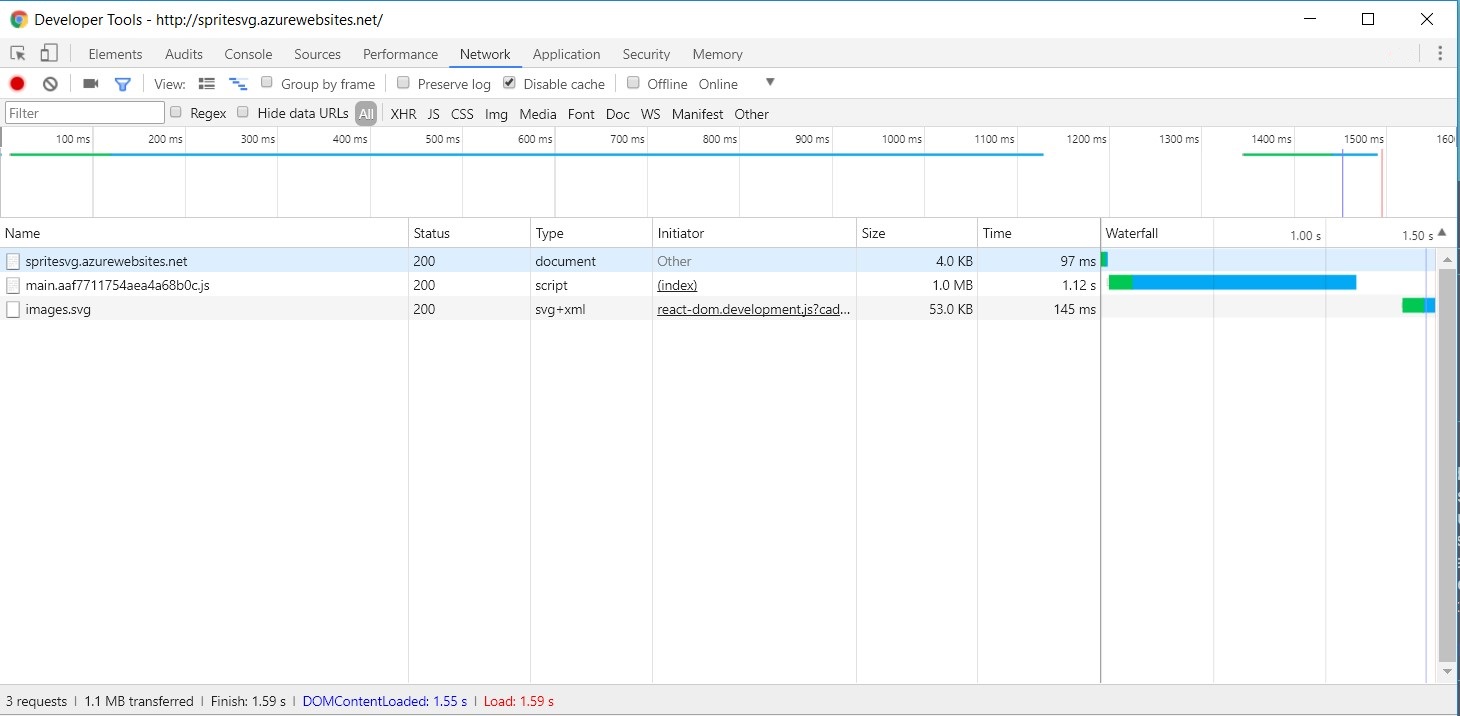 Developer Tools - http://spritesvg.azurewebsites.net/
Elements Audits Console Sources Performance Network Application Security Memory
View: Group by frame Preserve log Disable cache Offline Online
Filter Regex Hide data URLs All XHR JS CSS Img Media Font Doc WS Manifest Other
100 ms 200 ms 300 ms 400 ms 500 ms 600 ms 700 ms 800 ms 900 ms 1000 ms 1100 ms 1200 ms 1300 ms 1400 ms 1500 ms 160
Name Status Type Initiator Size Time Waterfall 1.00 s 1.50 s
spritesvg.azurewebsites.net 200 document Other 4.0 KB 97 ms
main.aaf7711754aea4a68b0c.js 200 script (index) 1.0 MB 1.12 s
images.svg 200 svg+xml react-dom.development.js?cad... 53.0 KB 145 ms
3 requests | 1.1 MB transferred | Finish: 1.59 s | DOMContentLoaded: 1.55 s | Load: 1.59 s